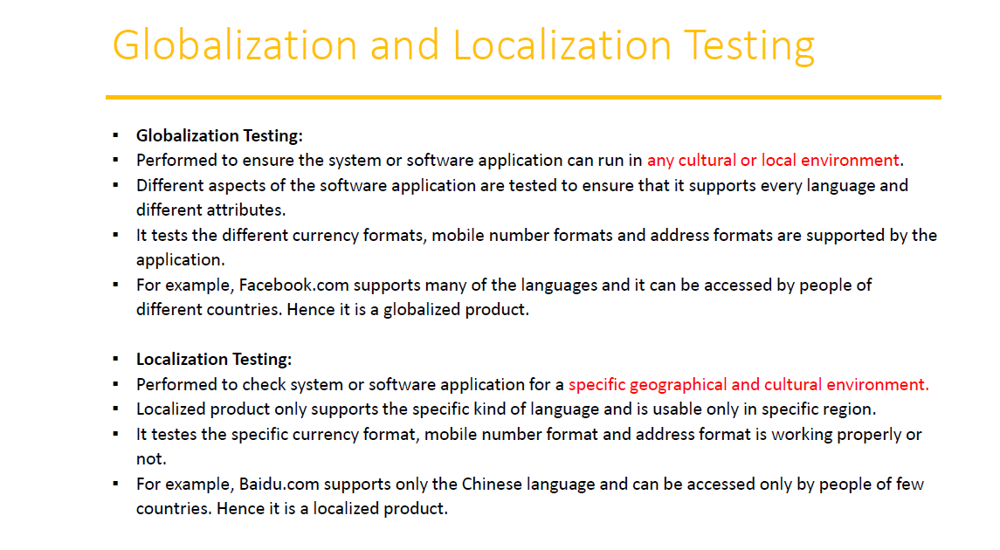 Globalization and Localization Testing
▪ Globalization Testing:
▪ Performed to ensure the system or software application can run in any cultural or local environment.
▪ Different aspects of the software application are tested to ensure that it supports every language and
different attributes.
▪ It tests the different currency formats, mobile number formats and address formats are supported by the
application.
▪ For example, Facebook.com supports many of the languages and it can be accessed by people of
different countries. Hence it is a globalized product.
▪ Localization Testing:
▪ Performed to check system or software application for a specific geographical and cultural environment.
▪ Localized product only supports the specific kind of language and is usable only in specific region.
▪ It testes the specific currency format, mobile number format and address format is working properly or
not.
▪ For example, Baidu.com supports only the Chinese language and can be accessed only by people of few
countries. Hence it is a localized product.